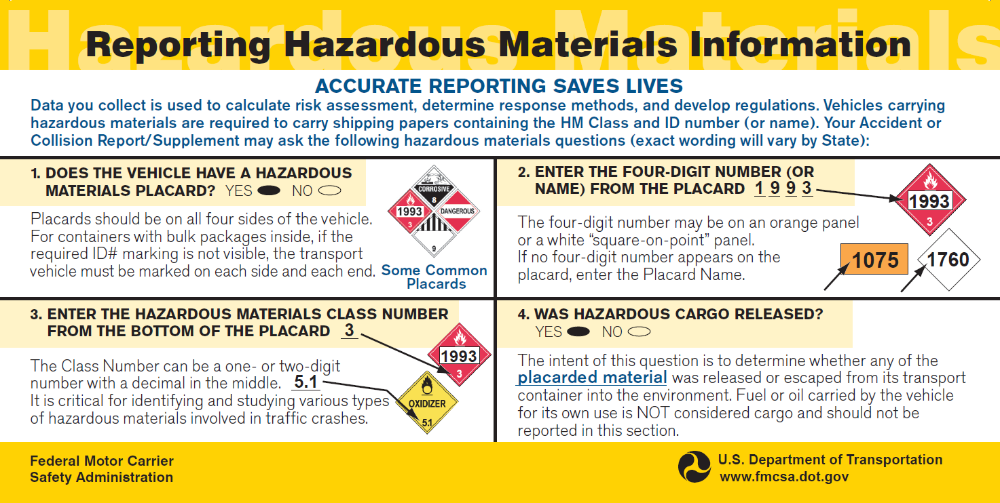 Hazardous Materials
Reporting Hazardous Materials Information
ACCURATE REPORTING SAVES LIVES
Data you collect is used to calculate risk assessment, determine response methods, and develop regulations. Vehicles carrying
hazardous materials are required to carry shipping papers containing the HM Class and ID number (or name). Your Accident or
Collision Report/Supplement may ask the following hazardous materials questions (exact wording will vary by State):
1. DOES THE VEHICLE HAVE A HAZARDOUS
MATERIALS PLACARD? YES NO
Placards should be on all four sides of the vehicle.
For containers with bulk packages inside, if the
required ID# marking is not visible, the transport
vehicle must be marked on each side and each end.
CORROSIVE
8
1993
3
DANGEROUS
9
Some Common
Placards
2. ENTER THE FOUR-DIGIT NUMBER (OR
NAME) FROM THE PLACARD 1 9 9 3
The four-digit number may be on an orange panel
or a white “square-on-point” panel.
If no four-digit number appears on the
placard, enter the Placard Name.
1993
3
1075
1760
3. ENTER THE HAZARDOUS MATERIALS CLASS NUMBER
FROM THE BOTTOM OF THE PLACARD 3
The Class Number can be a one- or two-digit
number with a decimal in the middle. 5.1
It is critical for identifying and studying various types
of hazardous materials involved in traffic crashes.
1993
3
OXIDIZER
5.1
4. WAS HAZARDOUS CARGO RELEASED?
YES NO
The intent of this question is to determine whether any of the
placarded material was released or escaped from its transport
container into the environment. Fuel or oil carried by the vehicle
for its own use is NOT considered cargo and should not be
reported in this section.
Federal Motor Carrier
Safety Administration
U.S. Department of Transportation
www.fmcsa.dot.gov